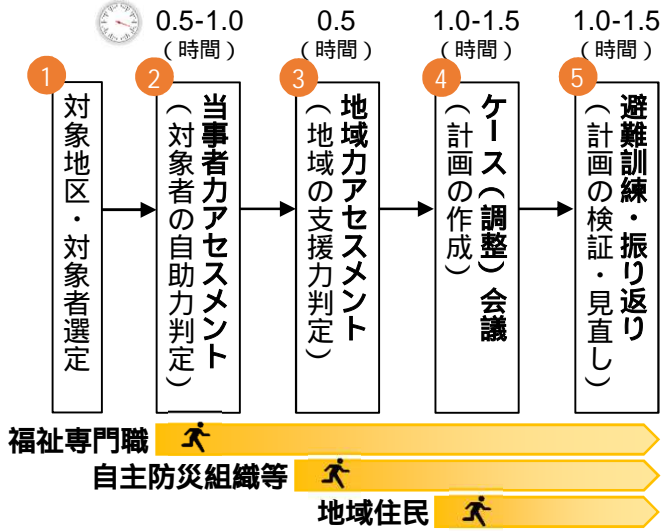 0.5-1.0
(時間)
0.5
(時間)
1.0-1.5
(時間)
1.0-1.5
(時間)
1
対象地区・対象者選定
2
当事者力アセスメント
(対象者の自助力判定)
3
地域力アセスメント
(地域の支援力判定)
4
ケース(調整)会議
(計画の作成)
5
避難訓練・振り返り
(計画の検証・見直し)
福祉専門職
自主防災組織等
地域住民